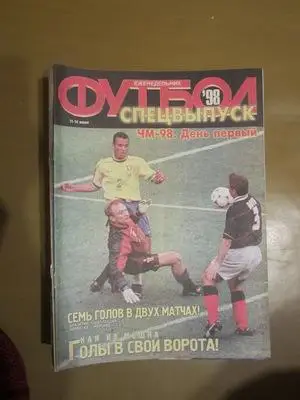 ЕЖЕНЕДЕЛЬНИК
ФУТБОЛ
'98
СПЕЦВЫПУСК
ЧМ-98. День первый
СЕМЬ ГОЛОВ В ДВУХ МАТЧАХ!
ГОЛЫ В СВОИ ВОРОТА!